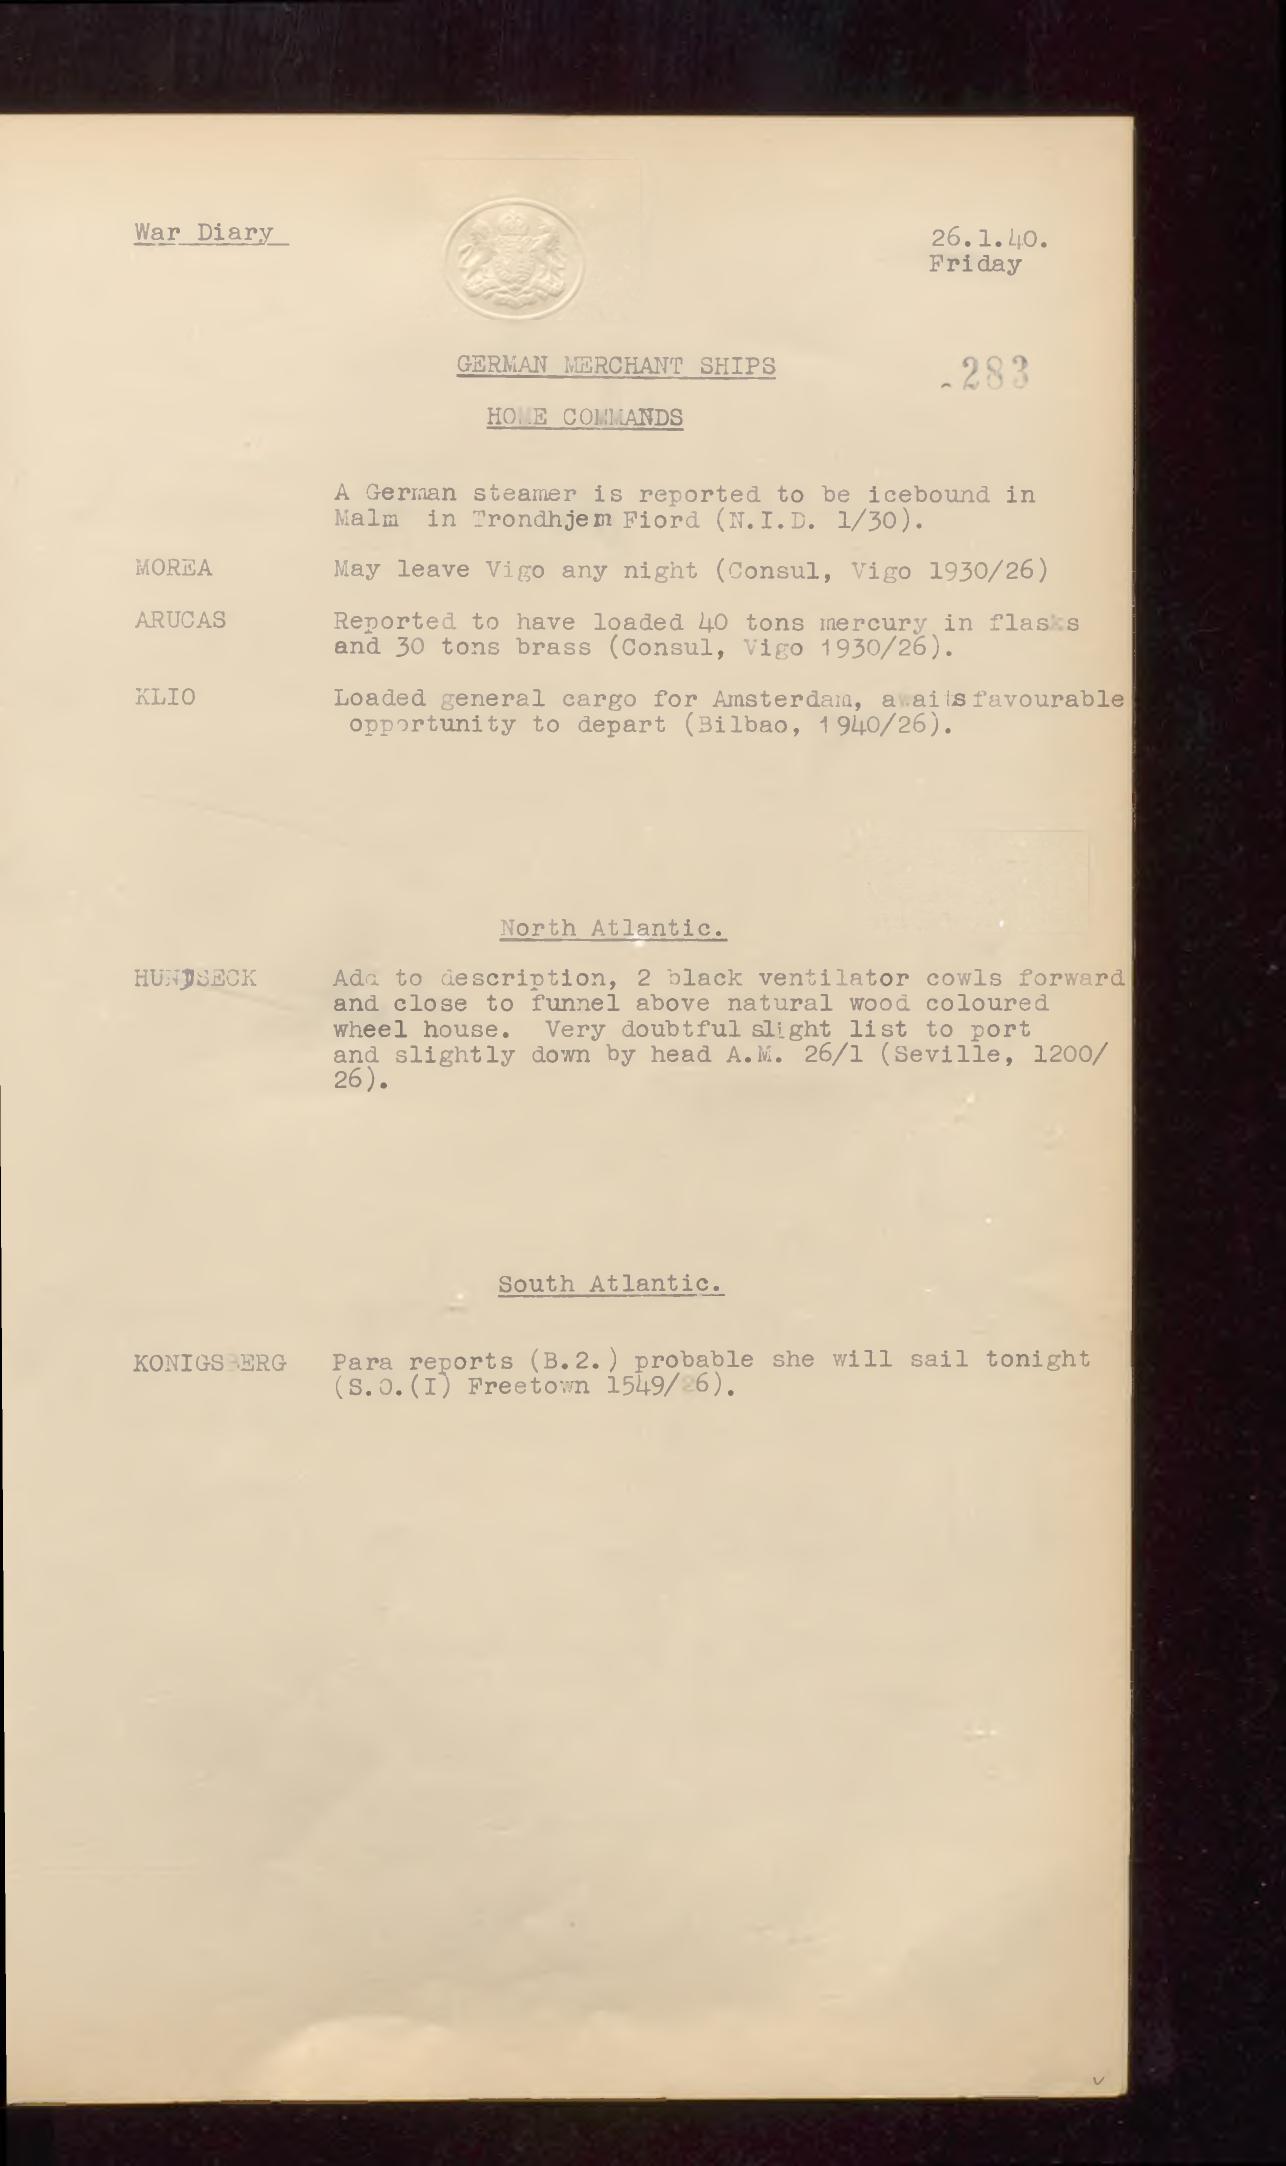 War Diary
26.1.40.
Friday
GERMAN MERCHANT SHIPS
283
HOME COMMANDS
A German steamer is reported to be icebound in
Malm in Trondhjem Fiord (N.I.D. 1/30).
MOREA May leave Vigo any night (Consul, Vigo 1930/26)
ARUCAS Reported to have loaded 40 tons mercury in flasks
and 30 tons brass (Consul, Vigo 1930/26).
KLIO Loaded general cargo for Amsterdam, awaits favourable
opportunity to depart (Bilbao, 1940/26).
North Atlantic.
HUNDSECK Add to description, 2 black ventilator cowls forward
and close to funnel above natural wood coloured
wheel house. Very doubtful slight list to port
and slightly down by head A.M. 26/1 (Seville, 1200/
26).
South Atlantic.
KONIGSBERG Para reports (B.2.) probable she will sail tonight
(S.O.(I) Freetown 1549/26).